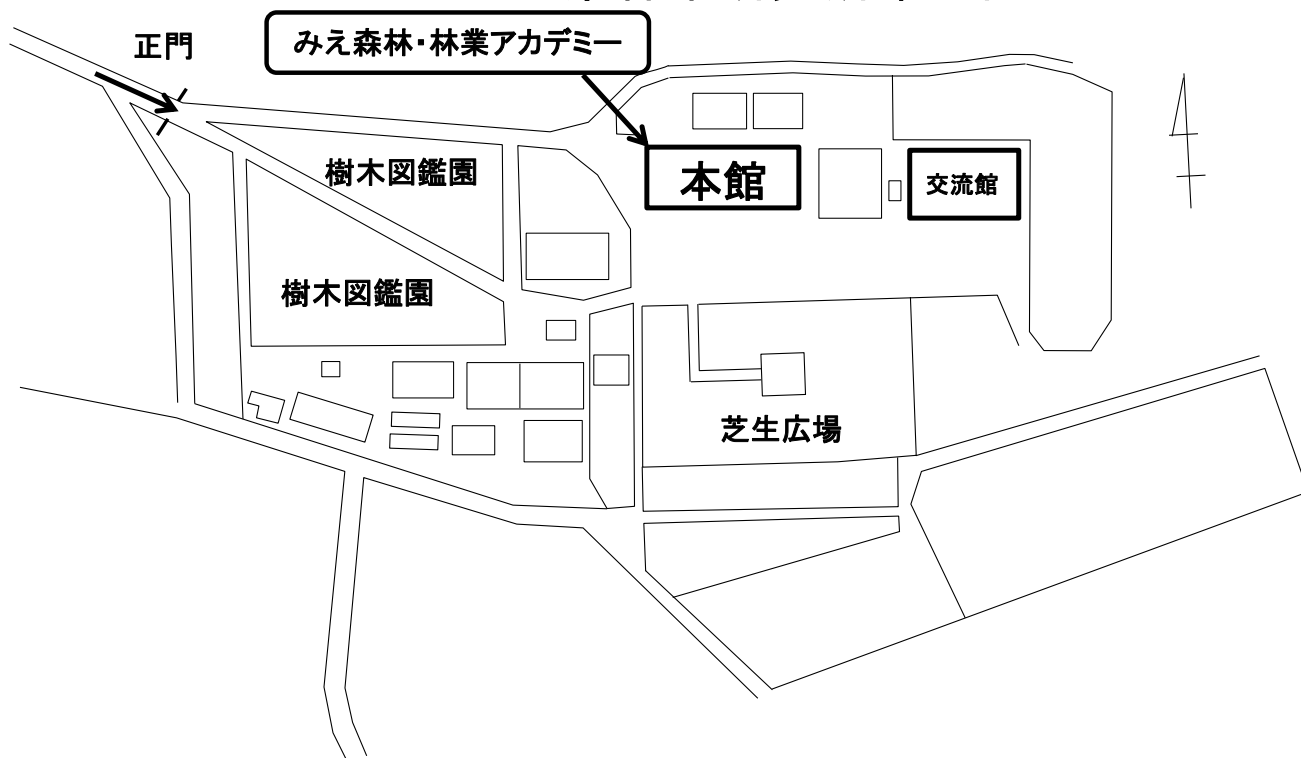 正門
みえ森林・林業アカデミー
本館
交流館
樹木図鑑園
樹木図鑑園
芝生広場